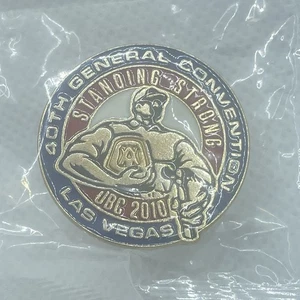 40TH GENERAL CONVENTION
STANDING STRONG
UBC 2010
LAS VEGAS